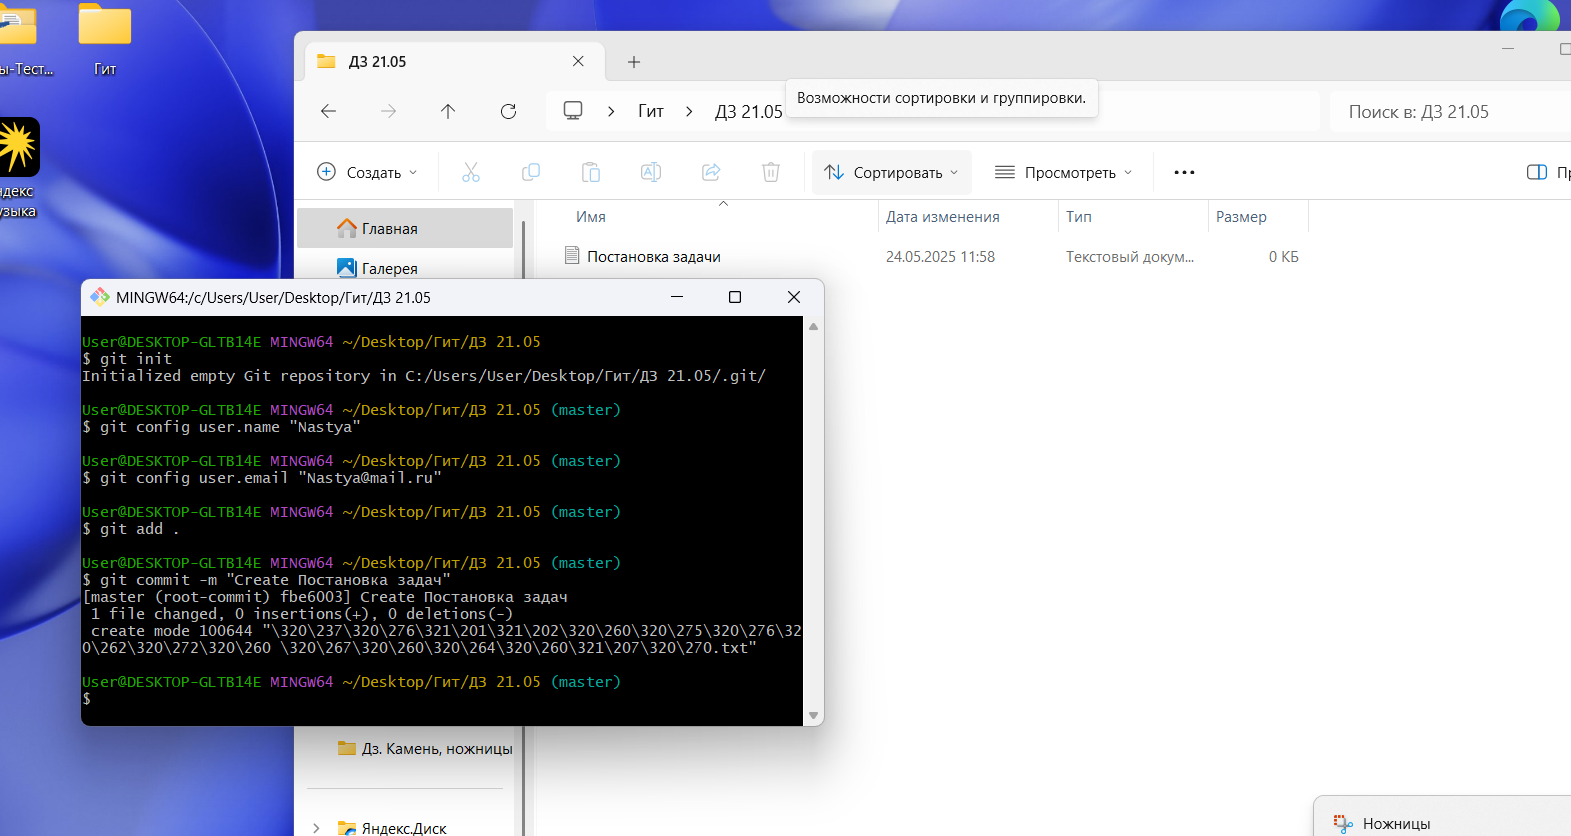 Гит
ДЗ 21.05
Возможности сортировки и группировки.
Гит
ДЗ 21.05
Поиск в: ДЗ 21.05
Создать
Сортировать
Просмотреть
Имя
Дата изменения
Тип
Размер
Главная
Постановка задачи
24.05.2025 11:58
Текстовый докум...
0 КБ
Галерея
MINGW64:/c/Users/User/Desktop/Гит/ДЗ 21.05
User@DESKTOP-GLTB14E MINGW64 ~/Desktop/Гит/ДЗ 21.05
$ git init
Initialized empty Git repository in C:/Users/User/Desktop/Гит/ДЗ 21.05/.git/
User@DESKTOP-GLTB14E MINGW64 ~/Desktop/Гит/ДЗ 21.05 (master)
$ git config user.name "Nastya"
User@DESKTOP-GLTB14E MINGW64 ~/Desktop/Гит/ДЗ 21.05 (master)
$ git config user.email "Nastya@mail.ru"
User@DESKTOP-GLTB14E MINGW64 ~/Desktop/Гит/ДЗ 21.05 (master)
$ git add .
User@DESKTOP-GLTB14E MINGW64 ~/Desktop/Гит/ДЗ 21.05 (master)
$ git commit -m "Create Постановка задач"
[master (root-commit) fbe6003] Create Постановка задач
1 file changed, 0 insertions(+), 0 deletions(-)
create mode 100644 "\320\237\320\276\321\201\321\202\320\260\320\275\320\276\32
0\262\320\272\320\260 \320\267\320\260\320\264\320\260\321\207\320\270.txt"
User@DESKTOP-GLTB14E MINGW64 ~/Desktop/Гит/ДЗ 21.05 (master)
$
Дз. Камень, ножницы
Яндекс.Диск
Ножницы